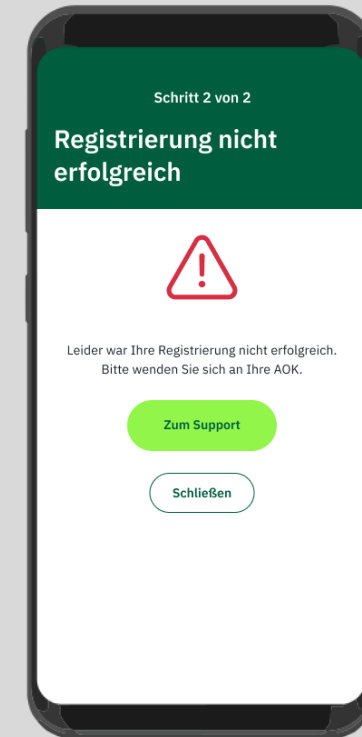 Schritt 2 von 2
Registrierung nicht
erfolgreich
Leider war Ihre Registrierung nicht erfolgreich.
Bitte wenden Sie sich an Ihre AOK.
Zum Support
Schließen